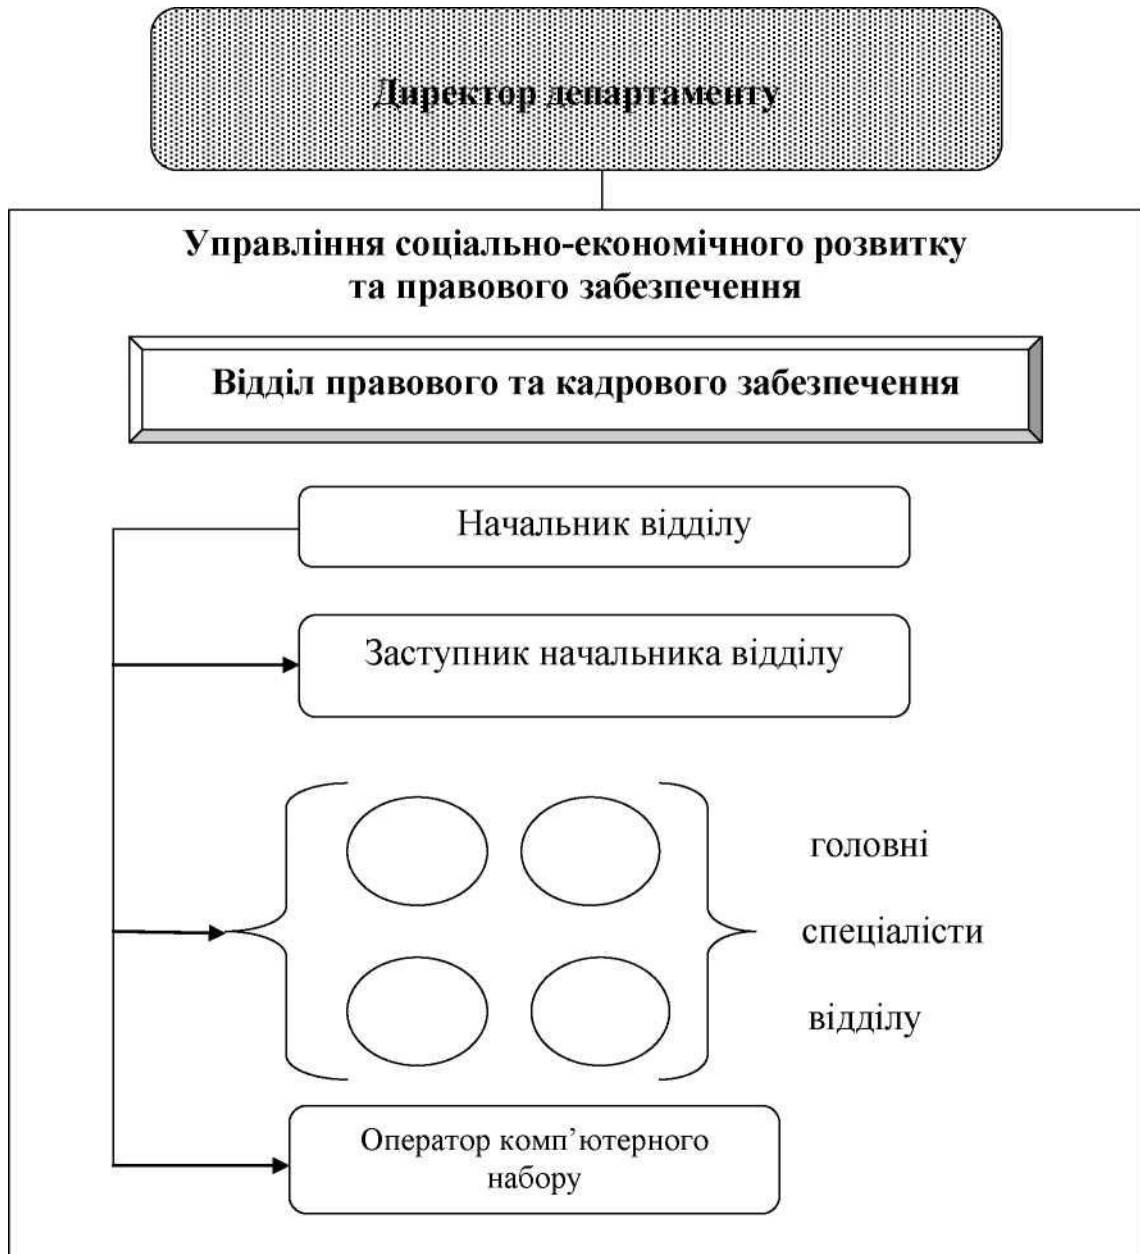 Директор департаменту
Управління соціально-економічного розвитку
та правового забезпечення
Відділ правового та кадрового забезпечення
Начальник відділу
Заступник начальника відділу
головні
спеціалісти
відділу
Оператор комп’ютерного
набору